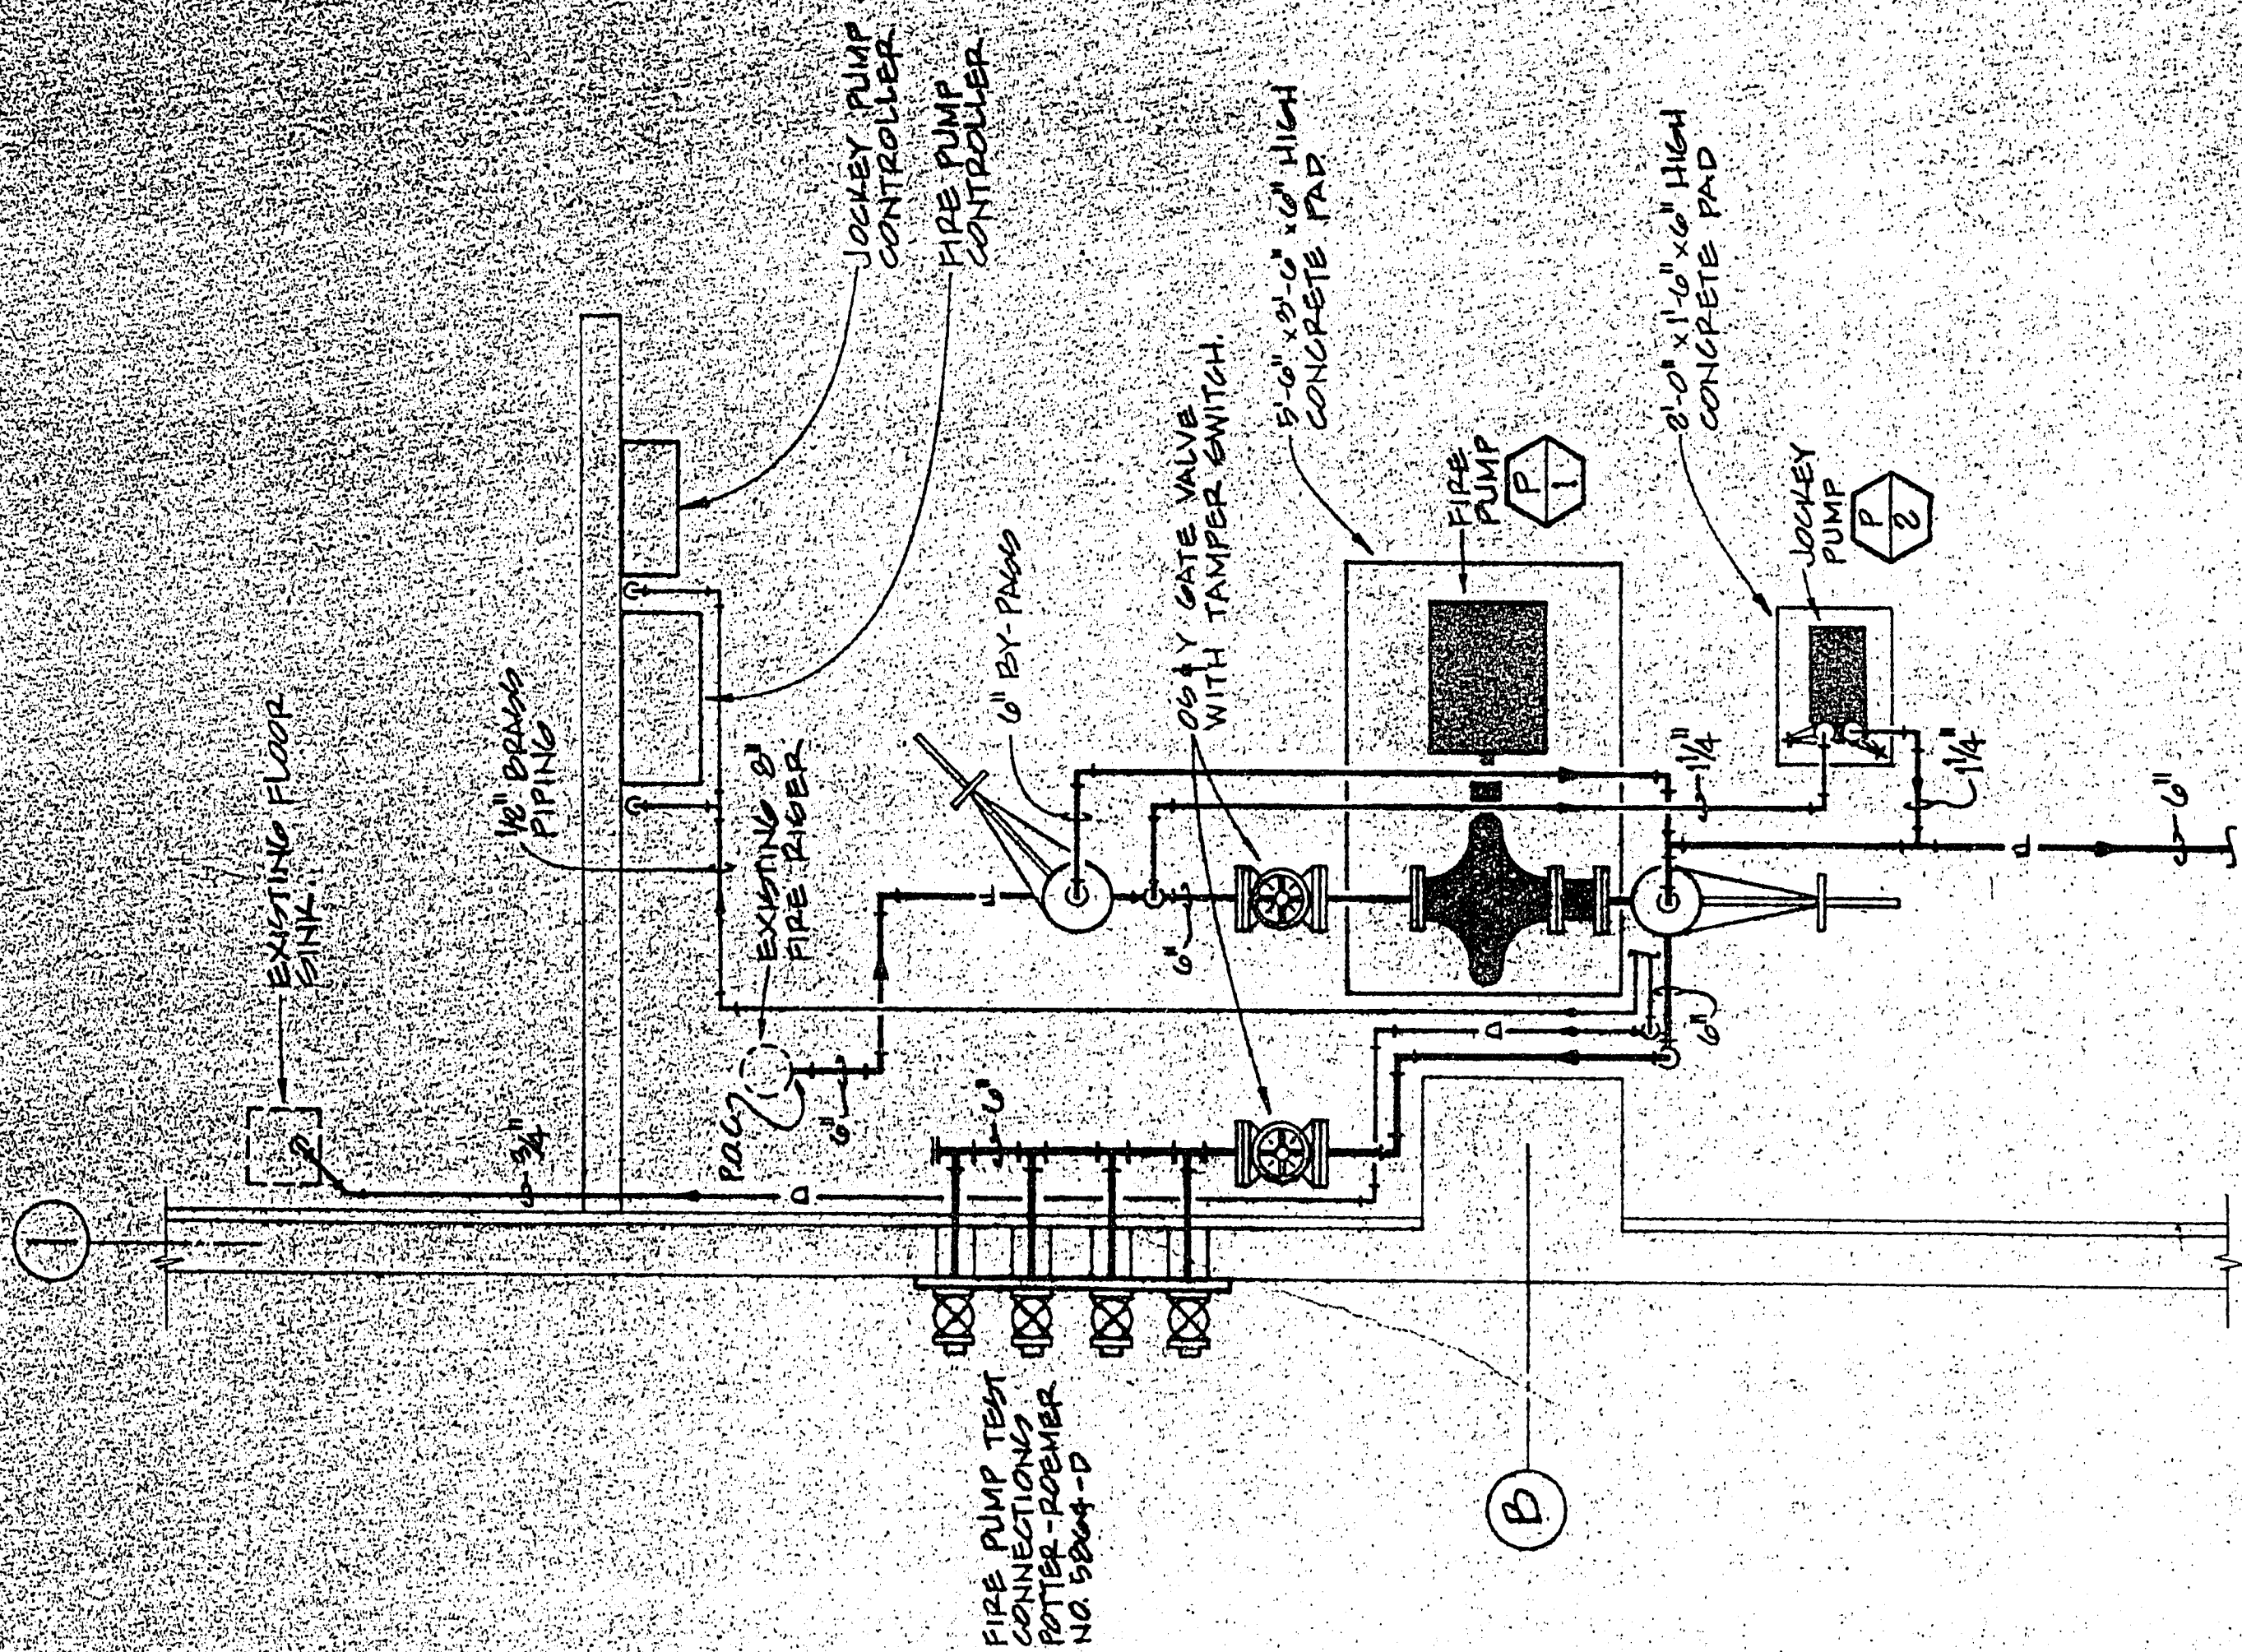 JOCKEY PUMP
CONTROLLER
FIRE PUMP
CONTROLLER
EXISTING FLOOR
SINK.
1/2" BRASS
PIPING
EXISTING 8"
FIRE RISER
P.O.C.
6"
3/4"
6" BY-PASS
OS & Y GATE VALVE
WITH TAMPER SWITCH.
5'-6" x 3'-6" x 6" HIGH
CONCRETE PAD
FIRE
PUMP
P
1
2'-0" x 1'-6" x 6" HIGH
CONCRETE PAD
JOCKEY
PUMP
P
2
1 1/4"
1 1/4"
6"
6"
6"
6"
D
D
FIRE PUMP TEST
CONNECTIONS
POTTER-ROEMER
B
1